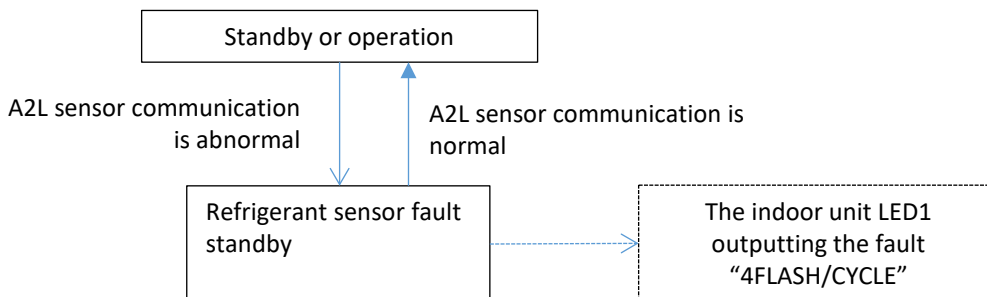 Standby or operation
A2L sensor communication
is abnormal
A2L sensor communication is
normal
Refrigerant sensor fault
standby
The indoor unit LED1
outputting the fault
“4FLASH/CYCLE”